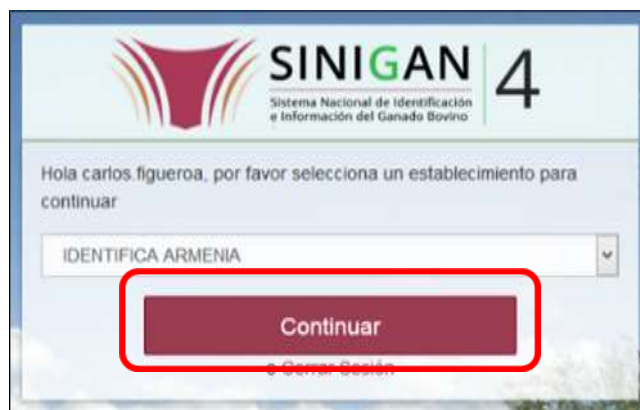 SINIGAN 4
Sistema Nacional de Identificación
e Información del Ganado Bovino
Hola carlos.figueroa, por favor selecciona un establecimiento para
continuar
IDENTIFICA ARMENIA
Continuar
o Cerrar Sesión